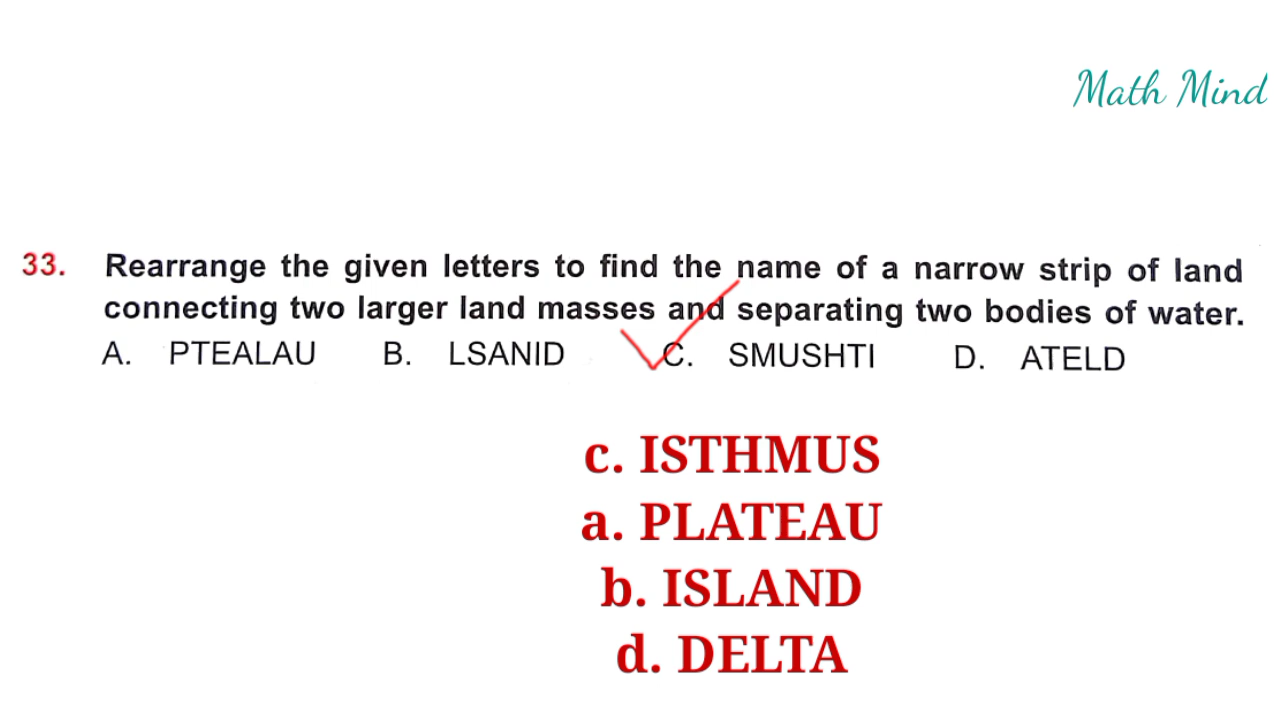 Math Mind
33. Rearrange the given letters to find the name of a narrow strip of land
connecting two larger land masses and separating two bodies of water.
A. PTEALAU B. LSANID C. SMUSHTI D. ATELD
c. ISTHMUS
a. PLATEAU
b. ISLAND
d. DELTA